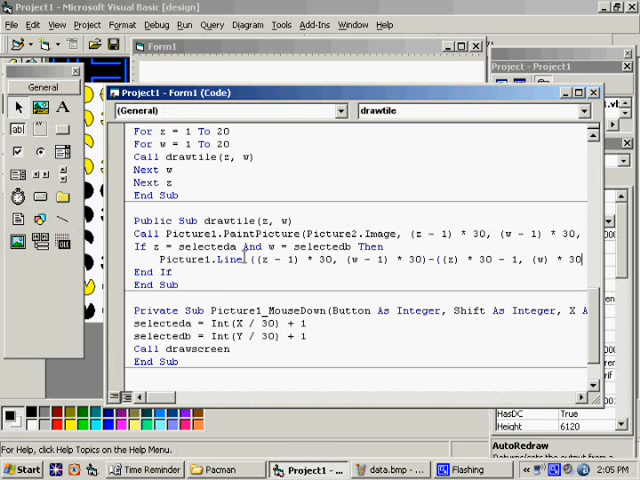 Project1 - Microsoft Visual Basic [design]
File Edit View Project Format Debug Run Query Diagram Tools Add-Ins Window Help
Form1
Project - Project1
General
Project1 - Form1 (Code)
(General) drawtile
For z = 1 To 20
For w = 1 To 20
Call drawtile(z, w)
Next w
Next z
End Sub
Public Sub drawtile(z, w)
Call Picture1.PaintPicture(Picture2.Image, (z - 1) * 30, (w - 1) * 30,
If z = selecteda And w = selectedb Then
Picture1.Line ((z - 1) * 30, (w - 1) * 30)-((z) * 30 - 1, (w) * 30
End If
End Sub
Private Sub Picture1_MouseDown(Button As Integer, Shift As Integer, X A
selecteda = Int(X / 30) + 1
selectedb = Int(Y / 30) + 1
Call drawscreen
End Sub
HasDC True
Height 6120
AutoRedraw
Returns/sets the output from a
For Help, click Help Topics on the Help Menu.
Start Time Reminder Pacman Project1 - ... data.bmp - ... Flashing 2:05 PM